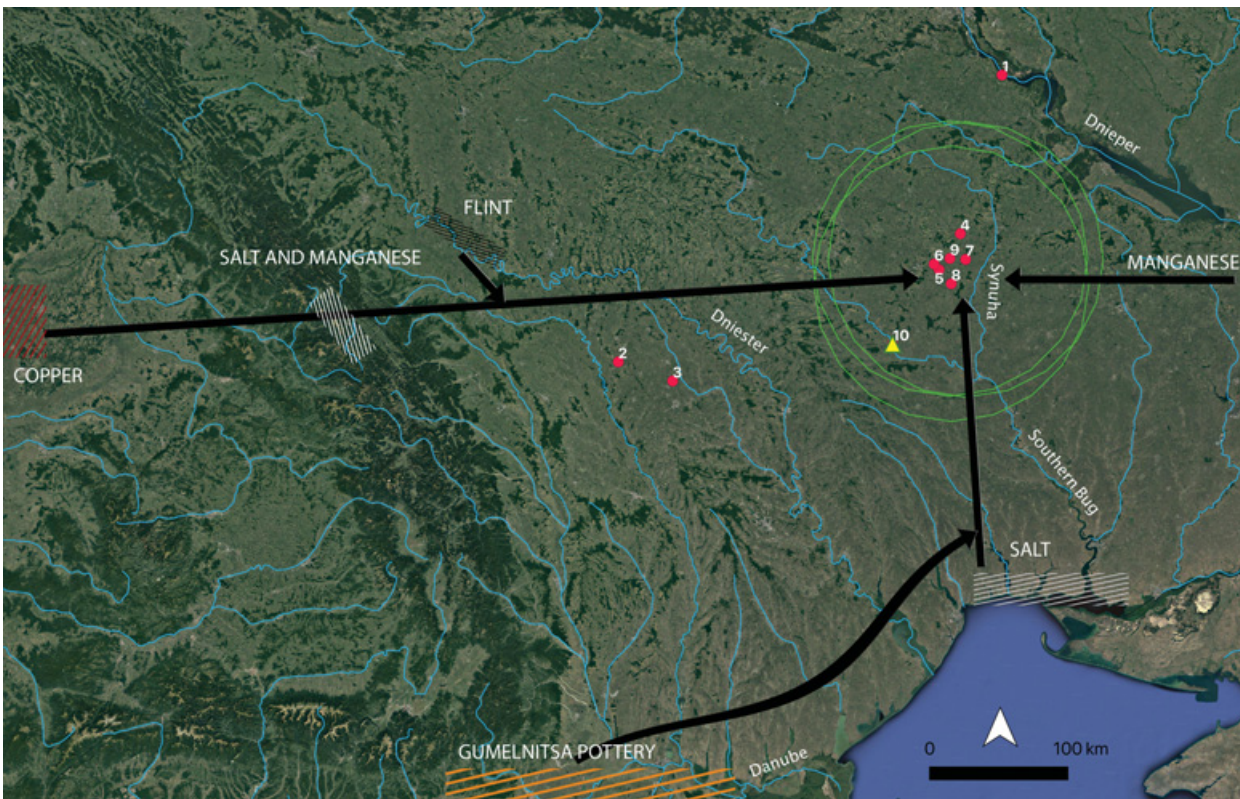 1
Dnieper
FLINT
4
SALT AND MANGANESE
9
7
6
MANGANESE
5
8
Synuha
Dniester
10
2
COPPER
3
Southern Bug
SALT
0
100 km
GUMELNITSA POTTERY
Danube